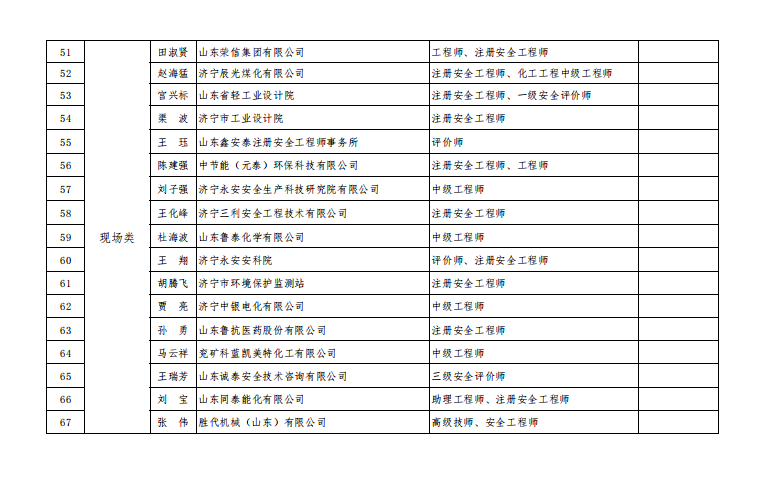 51 田淑贤 山东荣信集团有限公司 工程师、注册安全工程师
52 赵海猛 济宁辰光煤化有限公司 注册安全工程师、化工工程中级工程师
53 官兴标 山东省轻工业设计院 注册安全工程师、一级安全评价师
54 渠　波 济宁市工业设计院 注册安全工程师
55 王　珏 山东鑫安泰注册安全工程师事务所 评价师
56 陈建强 中节能（元泰）环保科技有限公司 注册安全工程师、工程师
57 刘子强 济宁永安安全生产科技研究院有限公司 中级工程师
58 王化峰 济宁三利安全工程技术有限公司 注册安全工程师
59 现场类 杜海波 山东鲁泰化学有限公司 中级工程师
60 王　翔 济宁永安安科院 评价师、注册安全工程师
61 胡腾飞 济宁市环境保护监测站 注册安全工程师
62 贾　亮 济宁中银电化有限公司 中级工程师
63 孙　勇 山东鲁抗医药股份有限公司 注册安全工程师
64 马云祥 兖矿科蓝凯美特化工有限公司 中级工程师
65 王瑞芳 山东诚泰安全技术咨询有限公司 三级安全评价师
66 刘　宝 山东同泰能化有限公司 助理工程师、注册安全工程师
67 张　伟 胜代机械（山东）有限公司 高级技师、安全工程师